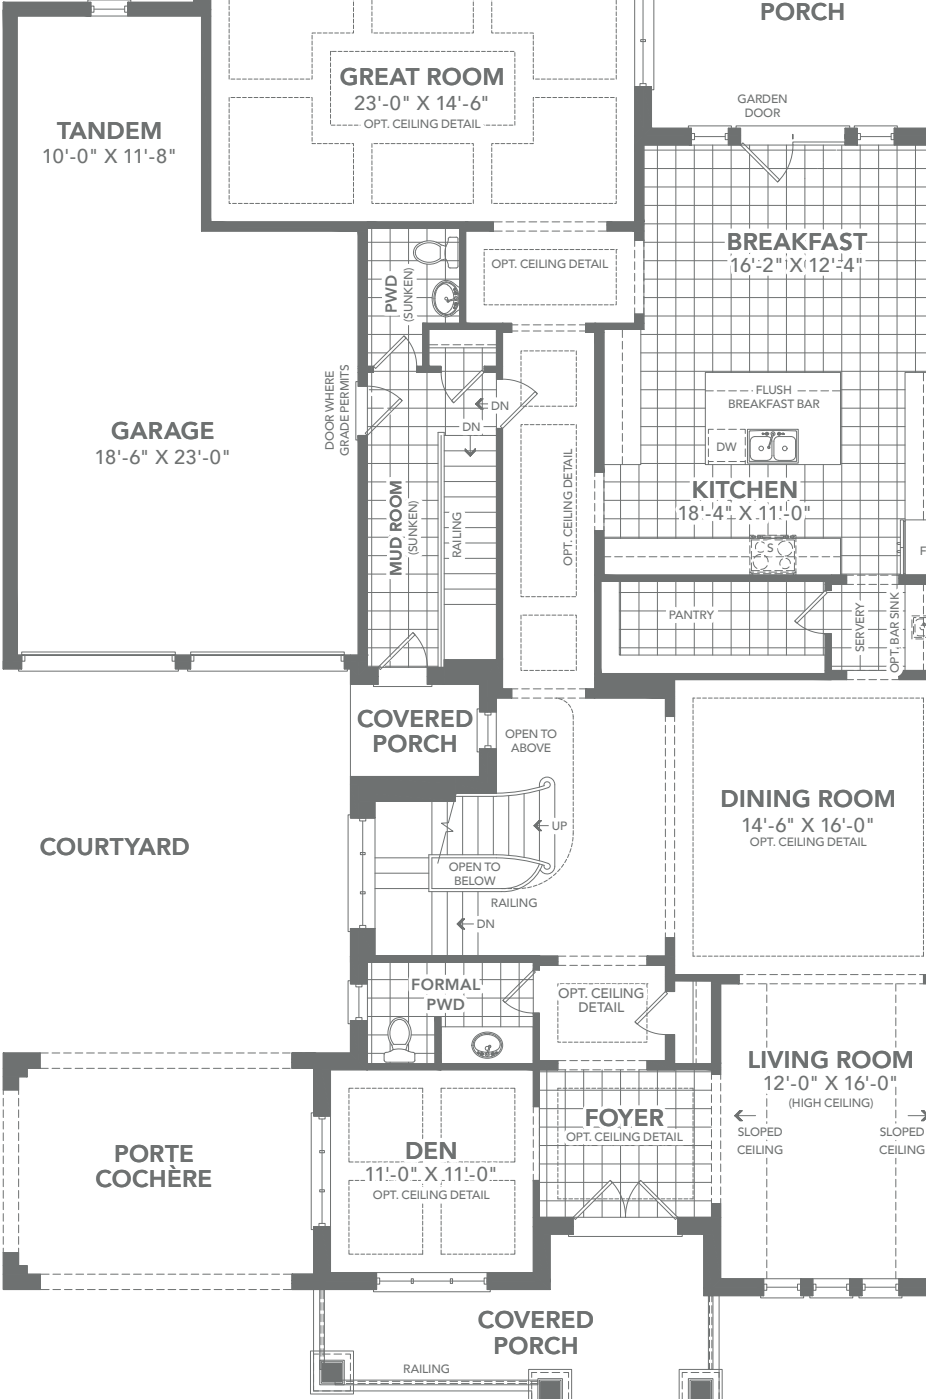 PORCH
GREAT ROOM
23'-0" X 14'-6"
OPT. CEILING DETAIL
GARDEN
DOOR
TANDEM
10'-0" X 11'-8"
BREAKFAST
16'-2" X 12'-4"
OPT. CEILING DETAIL
PWD
(SUNKEN)
DOOR WHERE
GRADE PERMITS
FLUSH
BREAKFAST BAR
DN
DN
GARAGE
18'-6" X 23'-0"
DW
KITCHEN
18'-4" X 11'-0"
OPT. CEILING DETAIL
MUD ROOM
(SUNKEN)
RAILING
S
F
PANTRY
SERVERY
OPT. BAR SINK
COVERED
PORCH
OPEN TO
ABOVE
DINING ROOM
14'-6" X 16'-0"
OPT. CEILING DETAIL
UP
COURTYARD
OPEN TO
BELOW
RAILING
DN
FORMAL
PWD
OPT. CEILING
DETAIL
LIVING ROOM
12'-0" X 16'-0"
(HIGH CEILING)
SLOPED
CEILING
SLOPED
CEILING
FOYER
OPT. CEILING DETAIL
PORTE
COCHÈRE
DEN
11'-0" X 11'-0"
OPT. CEILING DETAIL
COVERED
PORCH
RAILING